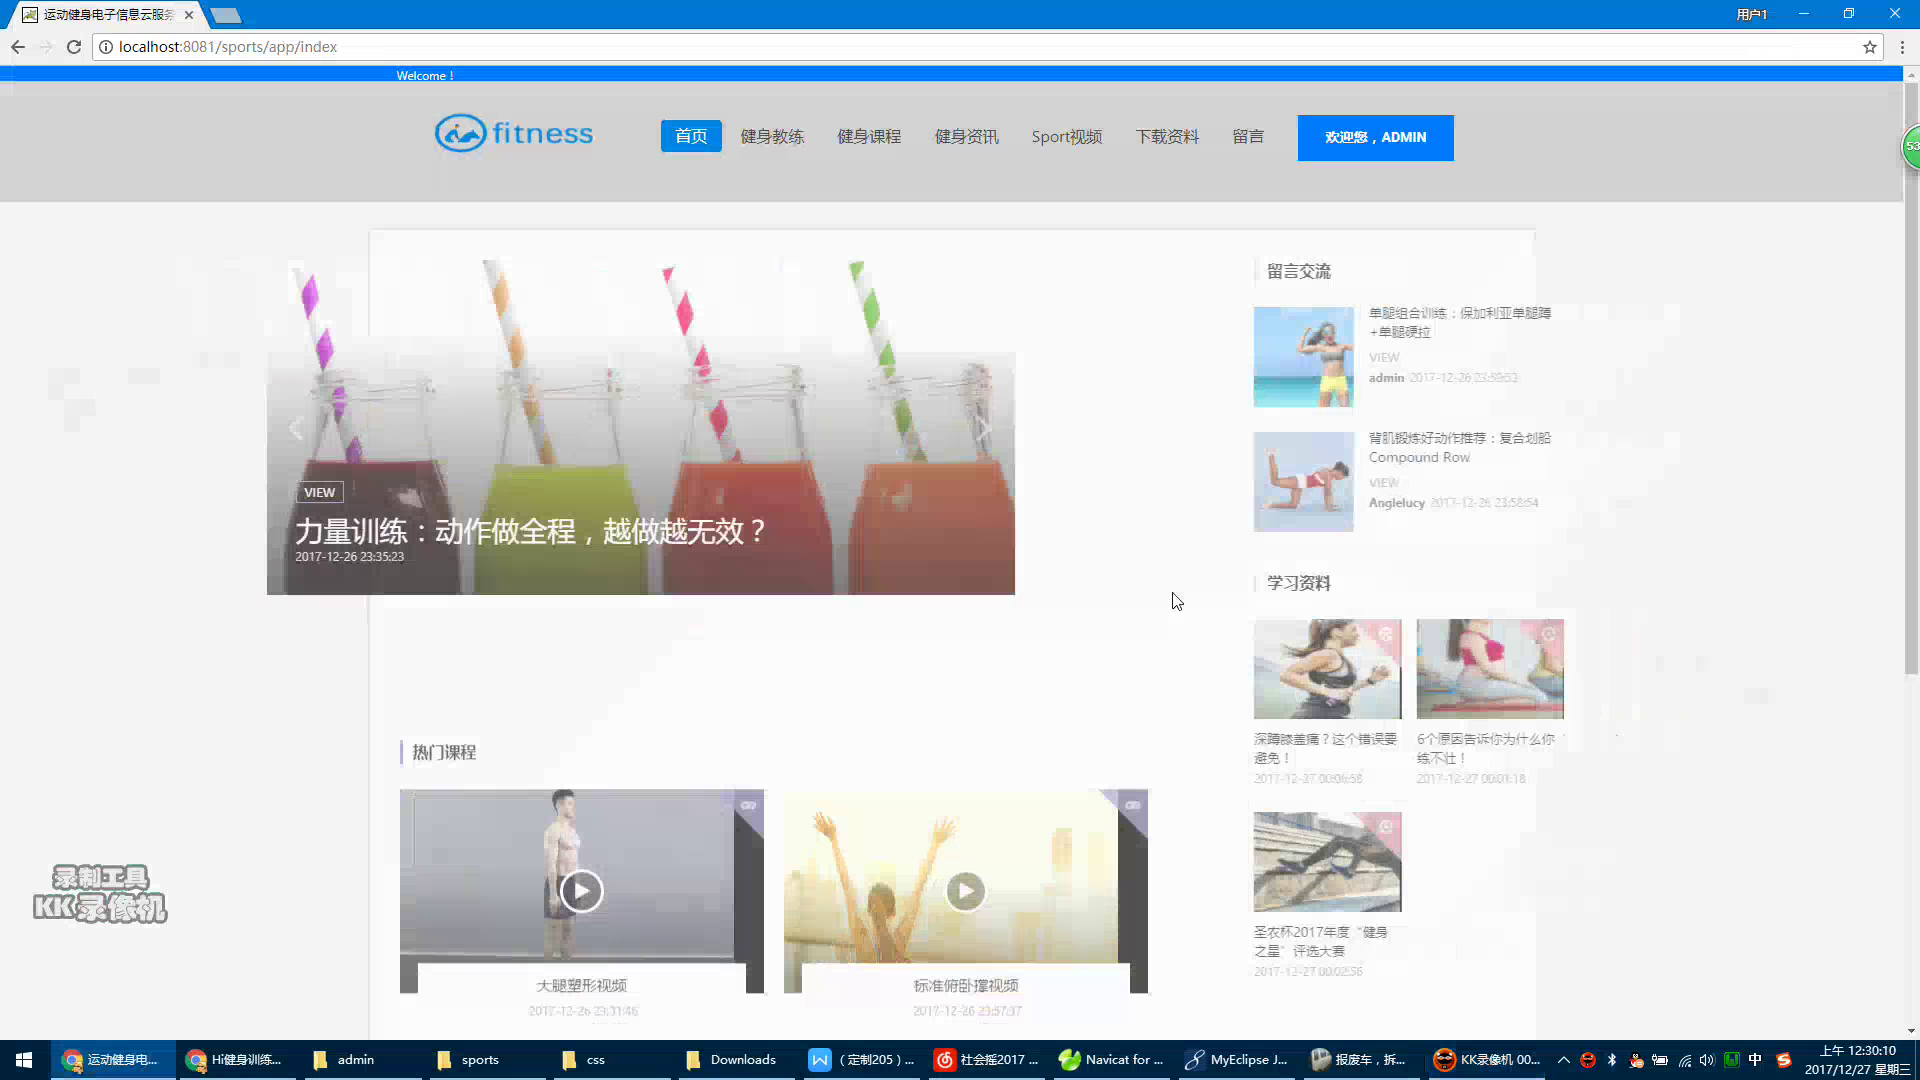 运动健身电子信息云服务
用户1
localhost:8081/sports/app/index
Welcome !
fitness
首页
健身教练
健身课程
健身资讯
Sport视频
下载资料
留言
欢迎您，ADMIN
53
VIEW
力量训练：动作做全程，越做越无效？
2017-12-26 23:35:23
留言交流
单腿组合训练：保加利亚单腿蹲
+单腿硬拉
VIEW
admin 2017-12-26 23:59:53
背肌锻炼好动作推荐：复合划船
Compound Row
VIEW
Anglelucy 2017-12-26 23:58:54
学习资料
深蹲膝盖痛？这个错误要
避免！
2017-12-27 00:06:58
6个原因告诉你为什么你
练不壮！
2017-12-27 00:01:18
圣农杯2017年度“健身
之星”评选大赛
2017-12-27 00:02:56
热门课程
大腿塑形视频
2017-12-26 23:31:46
标准俯卧撑视频
2017-12-26 23:37:37
录制工具
KK录像机
运动健身电...
Hi健身训练...
admin
sports
css
Downloads
（定制205）...
社会摇2017 ...
Navicat for ...
MyEclipse J...
报废车，拆...
KK录像机 00...
中
上午 12:30:10
2017/12/27 星期三